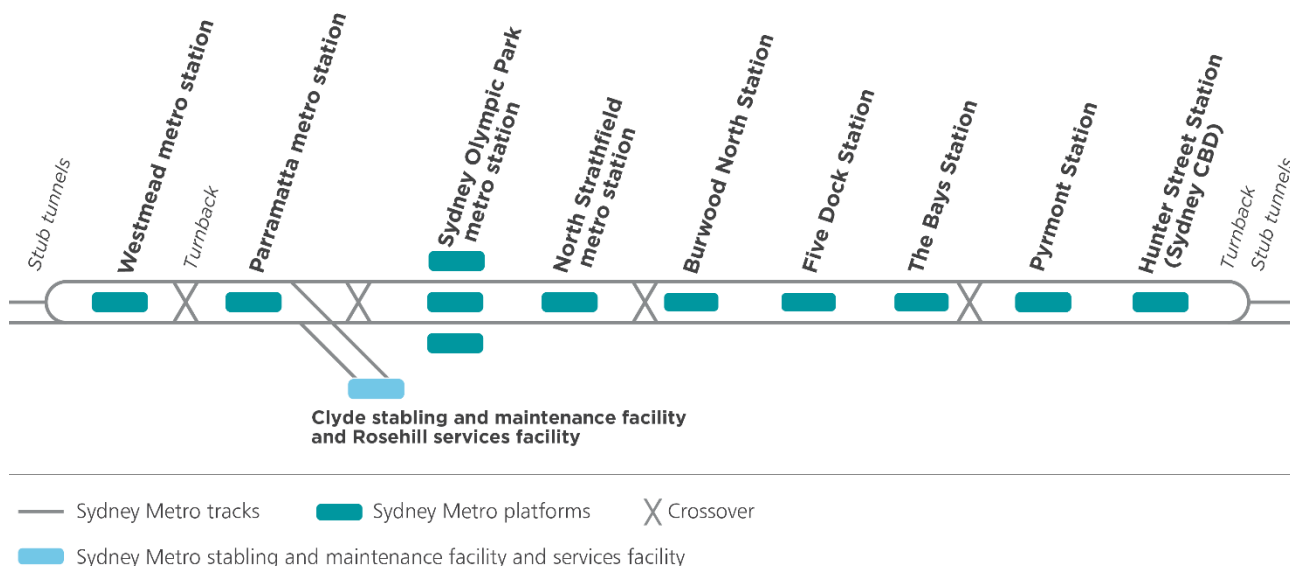 Stub tunnels
Westmead metro station
Turnback
Parramatta metro station
Sydney Olympic Park
metro station
North Strathfield
metro station
Burwood North Station
Five Dock Station
The Bays Station
Pyrmont Station
Hunter Street Station
(Sydney CBD)
Turnback
Stub tunnels
Clyde stabling and maintenance facility
and Rosehill services facility
Sydney Metro tracks
Sydney Metro platforms
Crossover
Sydney Metro stabling and maintenance facility and services facility